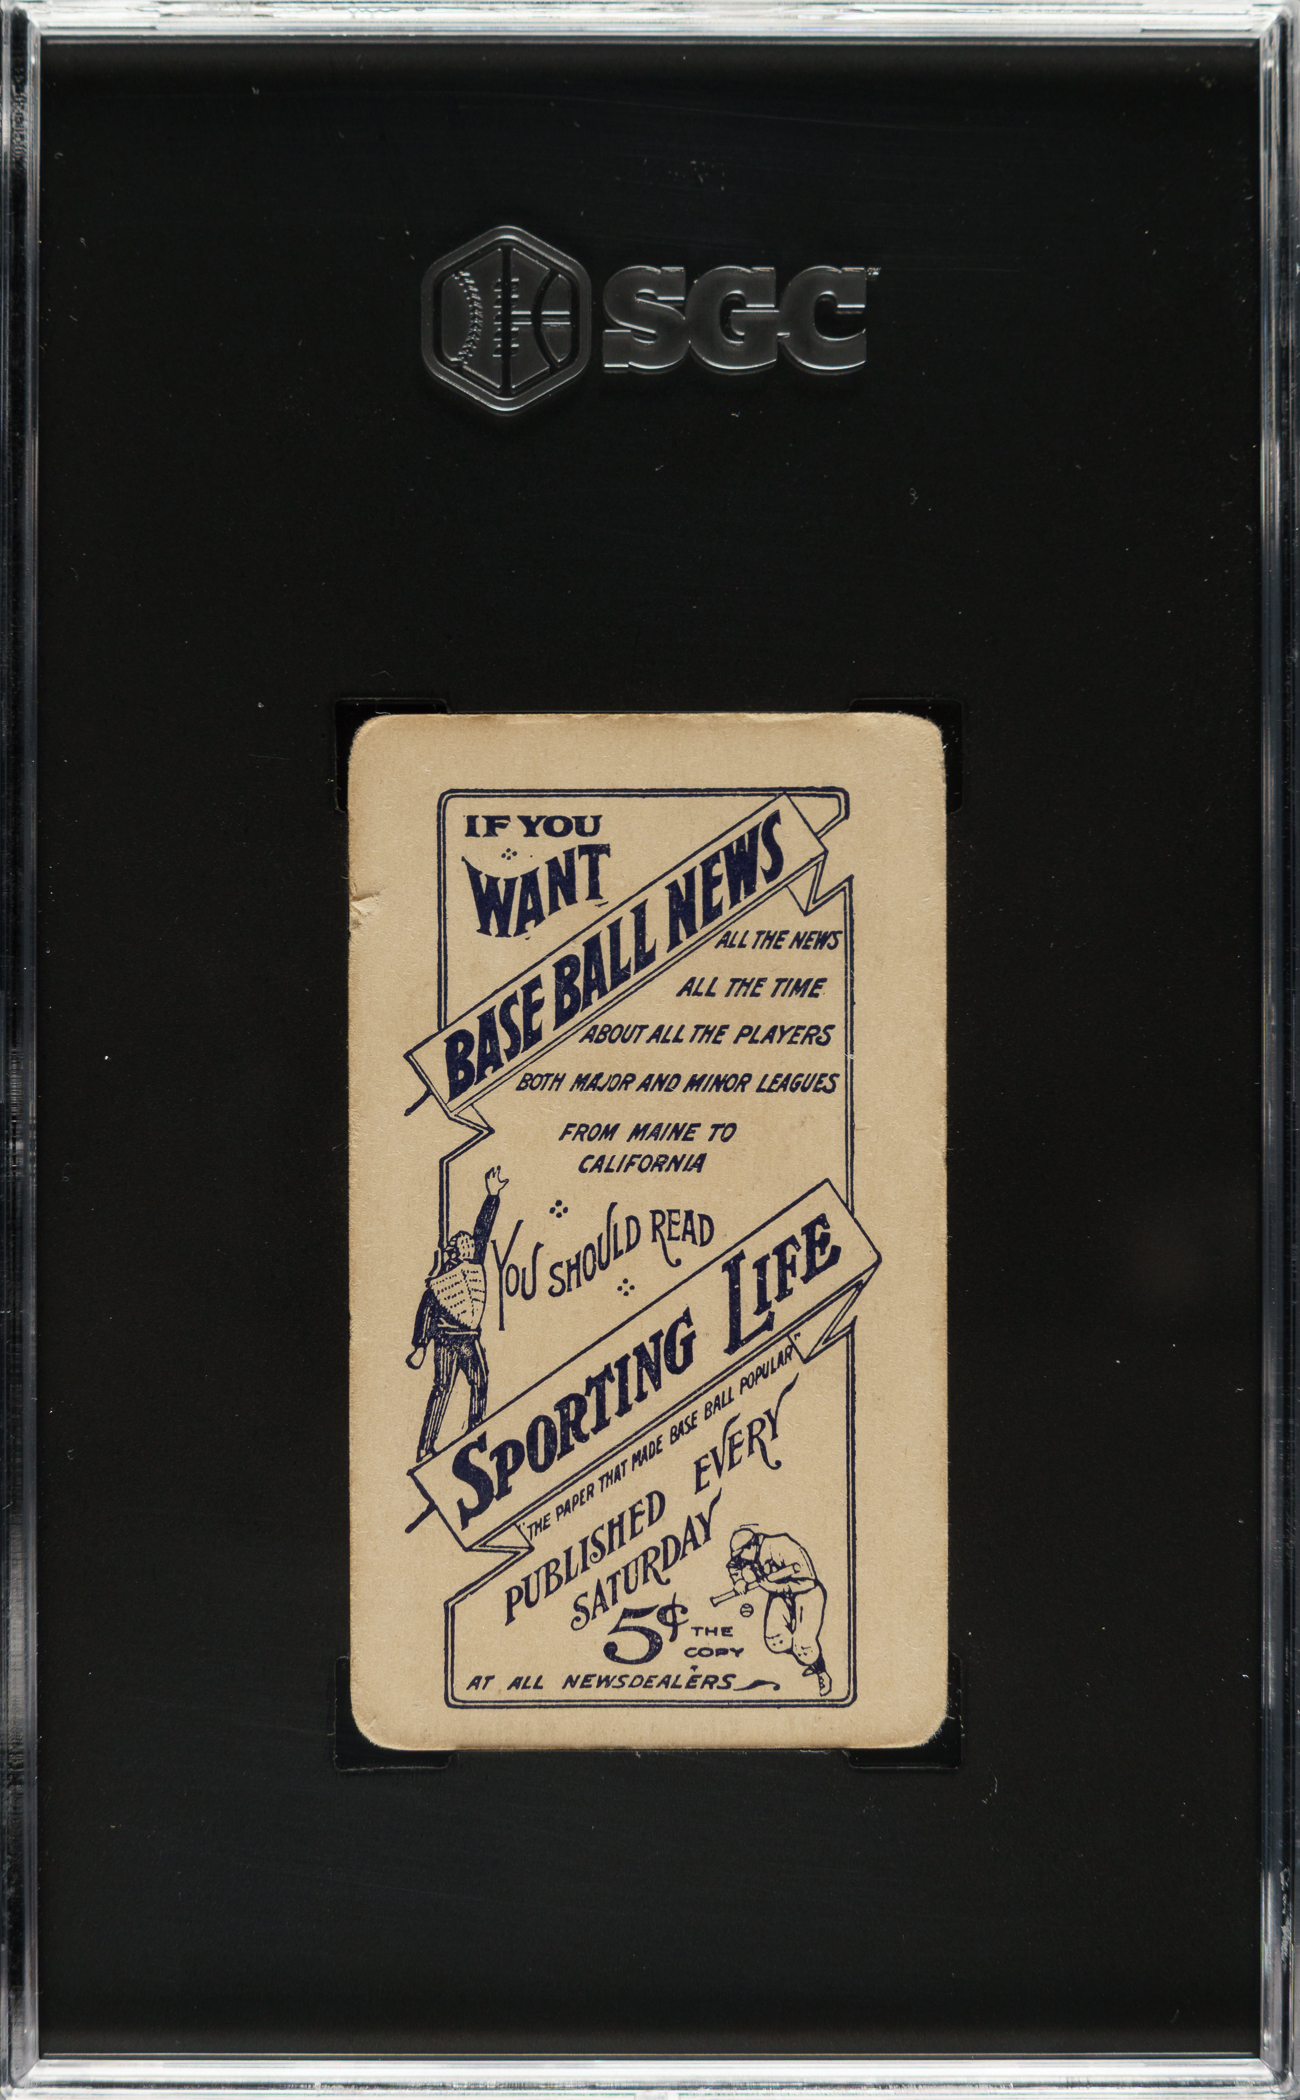 SGC
IF YOU
WANT
BASE BALL NEWS
ALL THE NEWS
ALL THE TIME
ABOUT ALL THE PLAYERS
BOTH MAJOR AND MINOR LEAGUES
FROM MAINE TO
CALIFORNIA
YOU SHOULD READ
SPORTING LIFE
"THE PAPER THAT MADE BASE BALL POPULAR"
PUBLISHED EVERY
SATURDAY
5¢ THE
COPY
AT ALL NEWSDEALERS